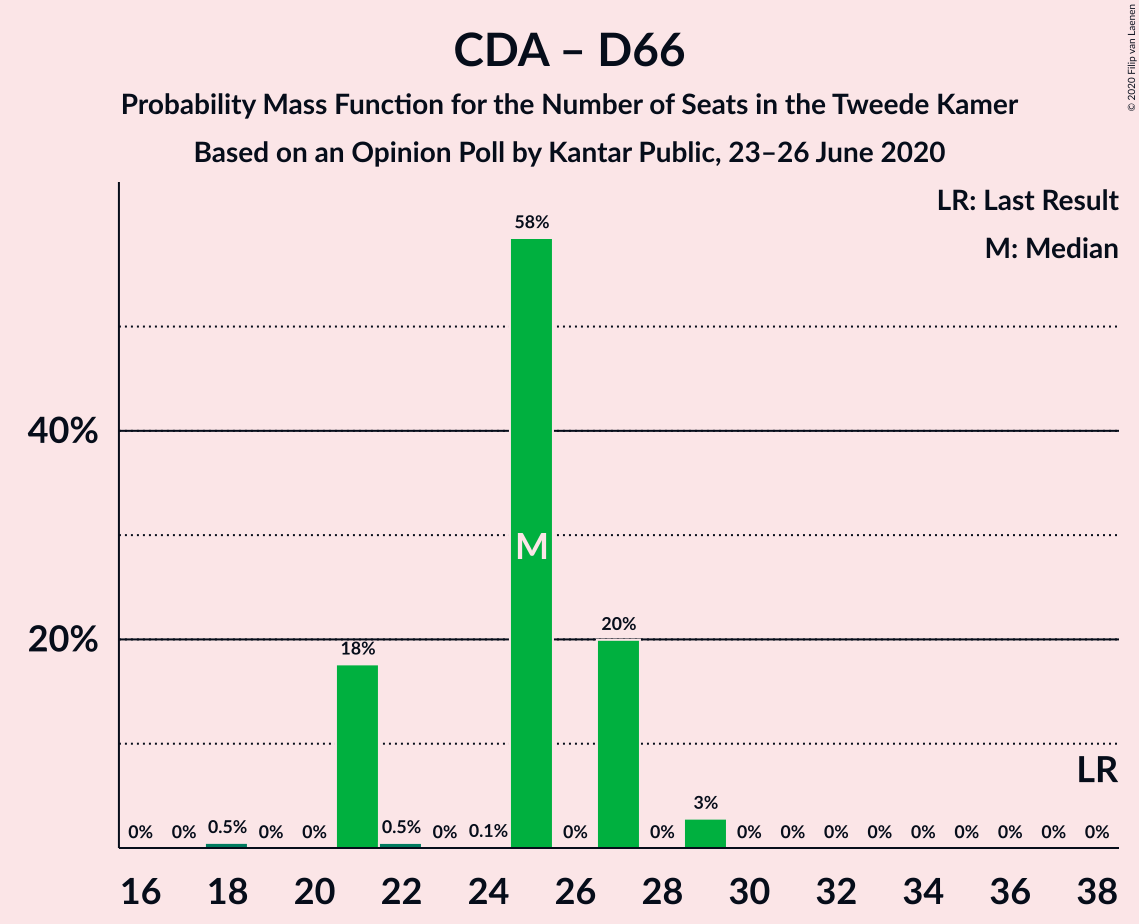 CDA – D66
Probability Mass Function for the Number of Seats in the Tweede Kamer
Based on an Opinion Poll by Kantar Public, 23–26 June 2020
© 2020 Filip van Laenen
LR: Last Result
M: Median
58%
40%
M
20%
20%
18%
LR
3%
0% 0% 0.5% 0% 0% 0.5% 0% 0.1% 0% 0% 0% 0% 0% 0% 0% 0% 0% 0% 0%
16 18 20 22 24 26 28 30 32 34 36 38